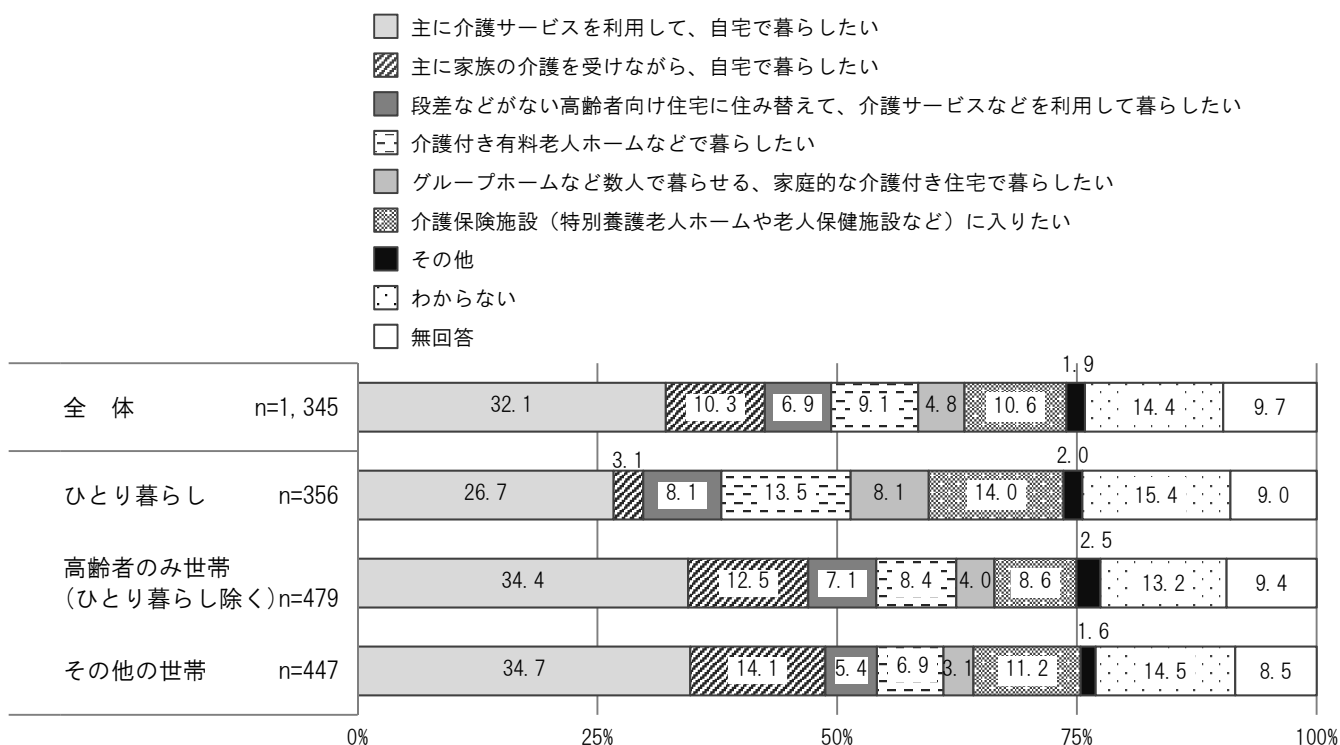 主に介護サービスを利用して、自宅で暮らしたい
主に家族の介護を受けながら、自宅で暮らしたい
段差などがない高齢者向け住宅に住み替えて、介護サービスなどを利用して暮らしたい
介護付き有料老人ホームなどで暮らしたい
グループホームなど数人で暮らせる、家庭的な介護付き住宅で暮らしたい
介護保険施設（特別養護老人ホームや老人保健施設など）に入りたい
その他
わからない
無回答
1.9
全　体 n=1,345 32.1 10.3 6.9 9.1 4.8 10.6 14.4 9.7
3.1 2.0
ひとり暮らし n=356 26.7 8.1 13.5 8.1 14.0 15.4 9.0
2.5
高齢者のみ世帯
（ひとり暮らし除く）n=479 34.4 12.5 7.1 8.4 4.0 8.6 13.2 9.4
1.6
その他の世帯 n=447 34.7 14.1 5.4 6.9 3.1 11.2 14.5 8.5
0% 25% 50% 75% 100%